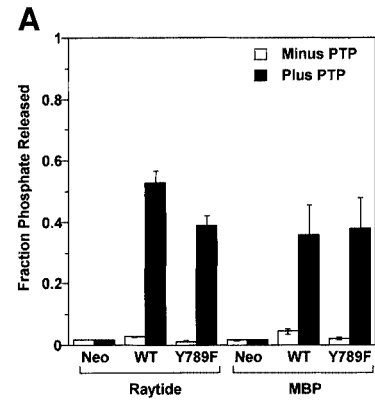 A
Minus PTP
Plus PTP
Fraction Phosphate Released
1
0.8
0.6
0.4
0.2
0
Neo WT Y789F Neo WT Y789F
Raytide MBP